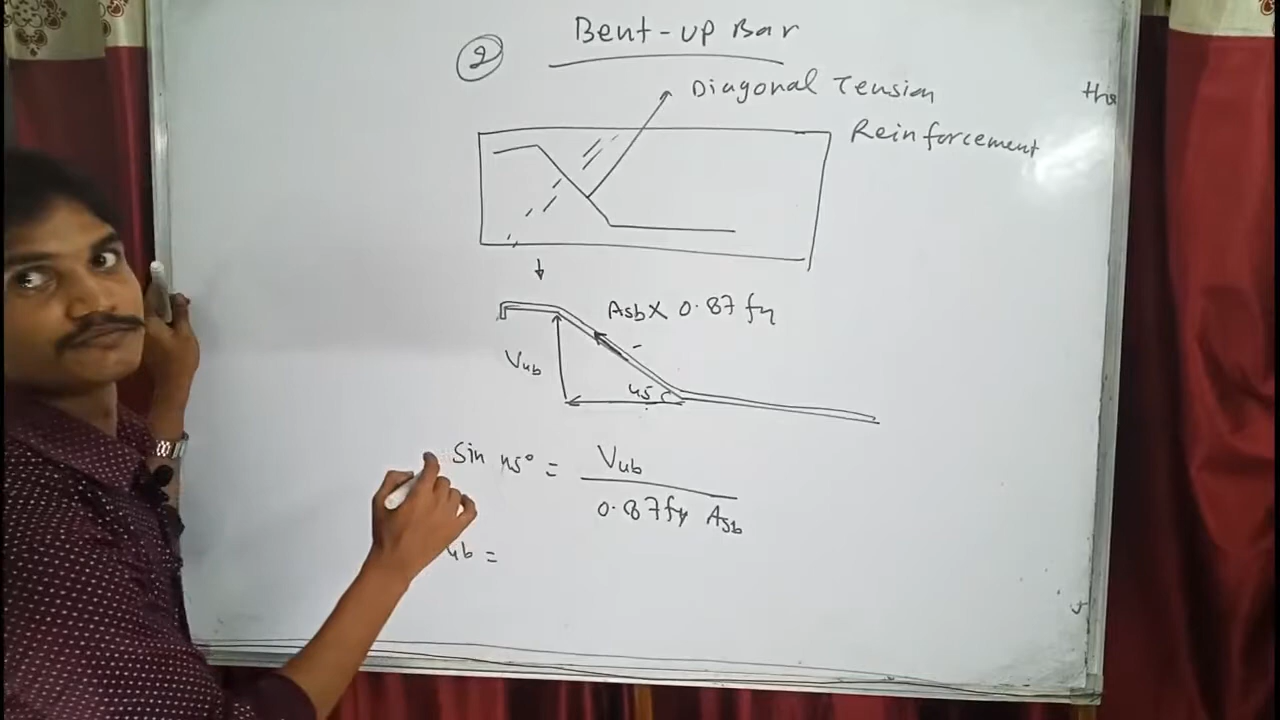 2
Bent-up Bar
Diagonal Tension
Reinforcement
the
Asb x 0.87 fy
Vub
45
Sin 45° = Vub
0.87fy Asb
ub =